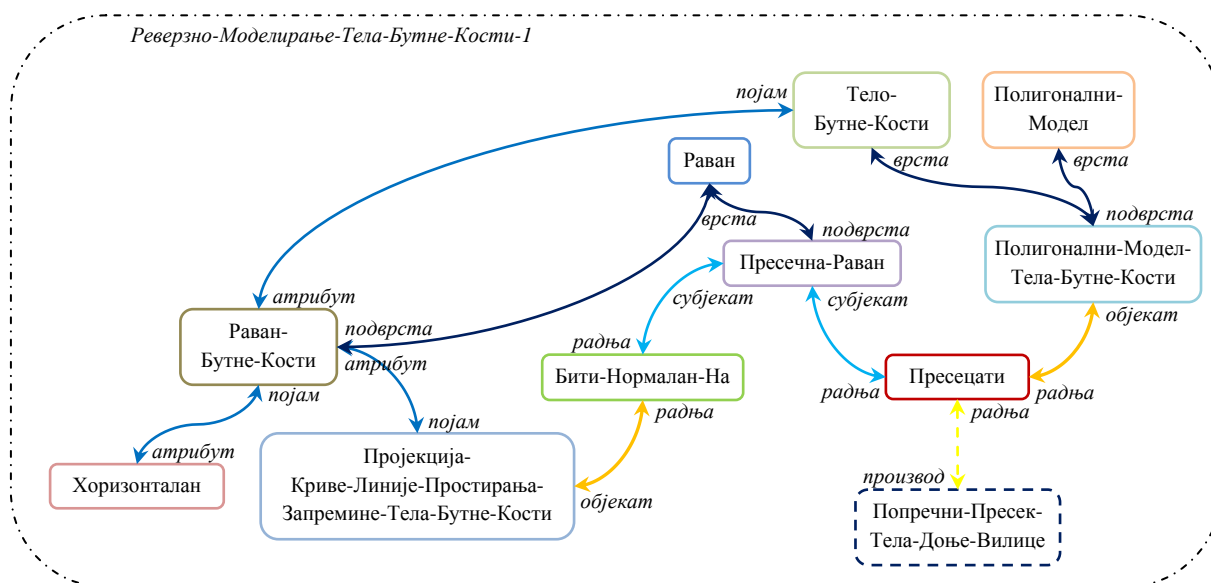 Реверзно-Моделирање-Тела-Бутне-Кости-1
појам
Тело-
Бутне-Кости
Полигонални-
Модел
Раван
врста
врста
врста
подврста
подврста
Пресечна-Раван
Полигонални-Модел-
Тела-Бутне-Кости
атрибут
субјекат
субјекат
објекат
Раван-
Бутне-Кости
подврста
атрибут
радња
Бити-Нормалан-На
Пресецати
појам
радња
радња
радња
радња
појам
атрибут
Хоризонталан
Пројекција-
Криве-Линије-Простирања-
Запремине-Тела-Бутне-Кости
објекат
производ
Попречни-Пресек-
Тела-Доње-Вилице